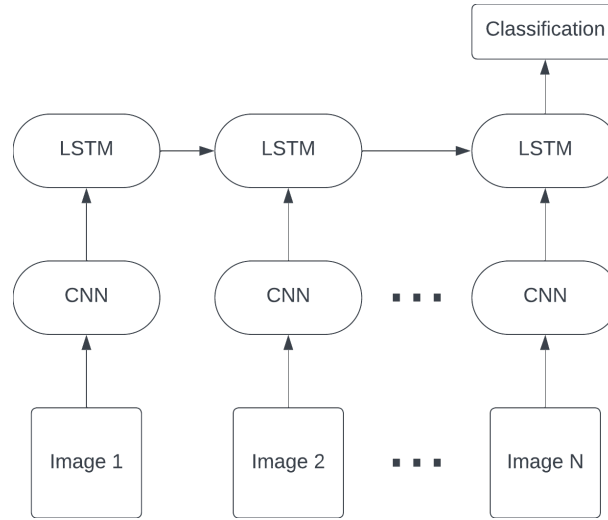 Classification
LSTM
LSTM
LSTM
CNN
CNN
CNN
Image 1
Image 2
Image N